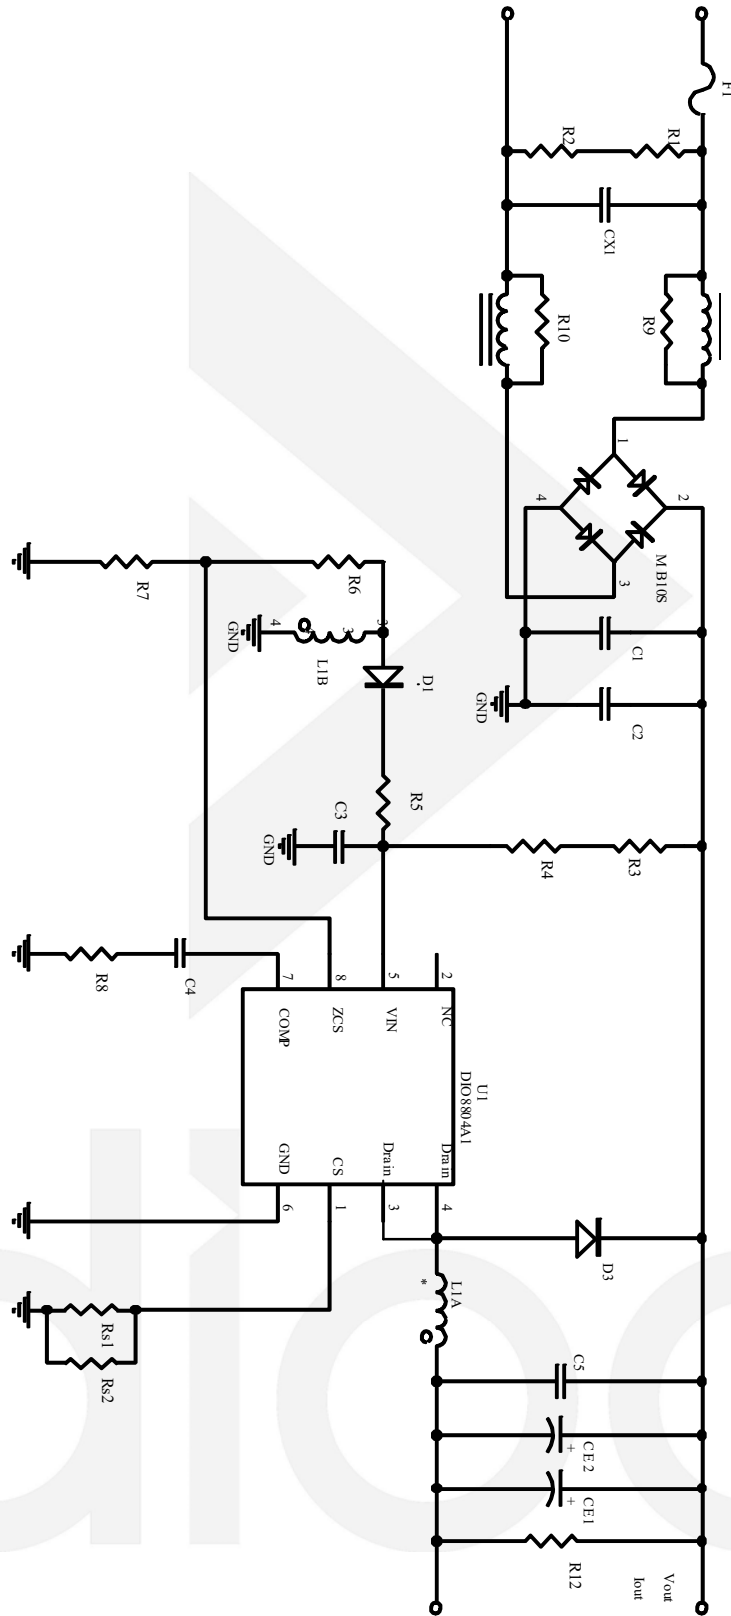 F1
R1
R2
CX1
R9
R10
1
2
3
4
MB10S
C1
C2
GND
R7
R6
4
3
3
GND
L1B
D1
R5
C3
GND
R4
R3
7
8
5
2
C4
R8
COMP
ZCS
VIN
NC
U1
DIO8804A1
GND
CS
Drain
Drain
6
1
3
4
D3
L1A
*
Rs1
Rs2
C5
CE2
+
CE1
+
R12
Vout
Iout
dioo